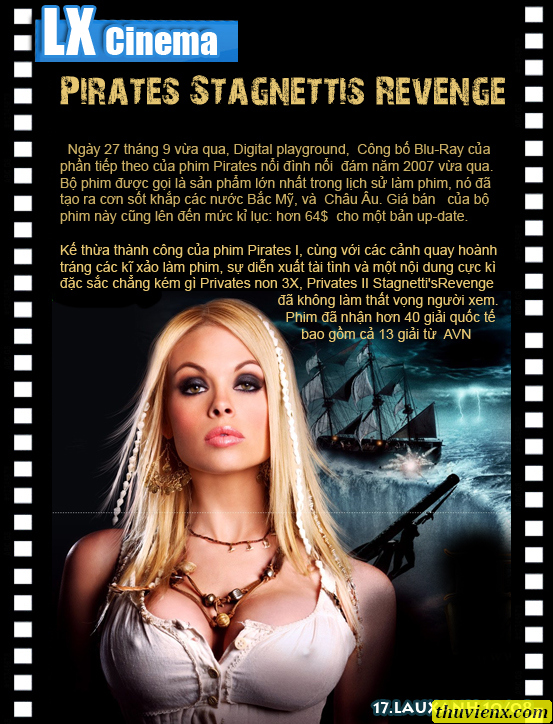 LX Cinema
PIRATES STAGNETTIS REVENGE
Ngày 27 tháng 9 vừa qua, Digital playground, Công bố Blu-Ray của
phần tiếp theo của phim Pirates nổi đình nổi đám năm 2007 vừa qua.
Bộ phim được gọi là sản phẩm lớn nhất trong lịch sử làm phim, nó đã
tạo ra cơn sốt khắp các nước Bắc Mỹ, và Châu Âu. Giá bán của bộ
phim này cũng lên đến mức kỉ lục: hơn 64$ cho một bản up-date.
Kế thừa thành công của phim Pirates I, cùng với các cảnh quay hoành
tráng các kĩ xảo làm phim, sự diễn xuất tài tình và một nội dung cực kì
đặc sắc chẳng kém gì Privates non 3X, Privates II Stagnetti'sRevenge
đã không làm thất vọng người xem.
Phim đã nhận hơn 40 giải quốc tế
bao gồm cả 13 giải từ AVN
17.LAUX
thuvienx.com